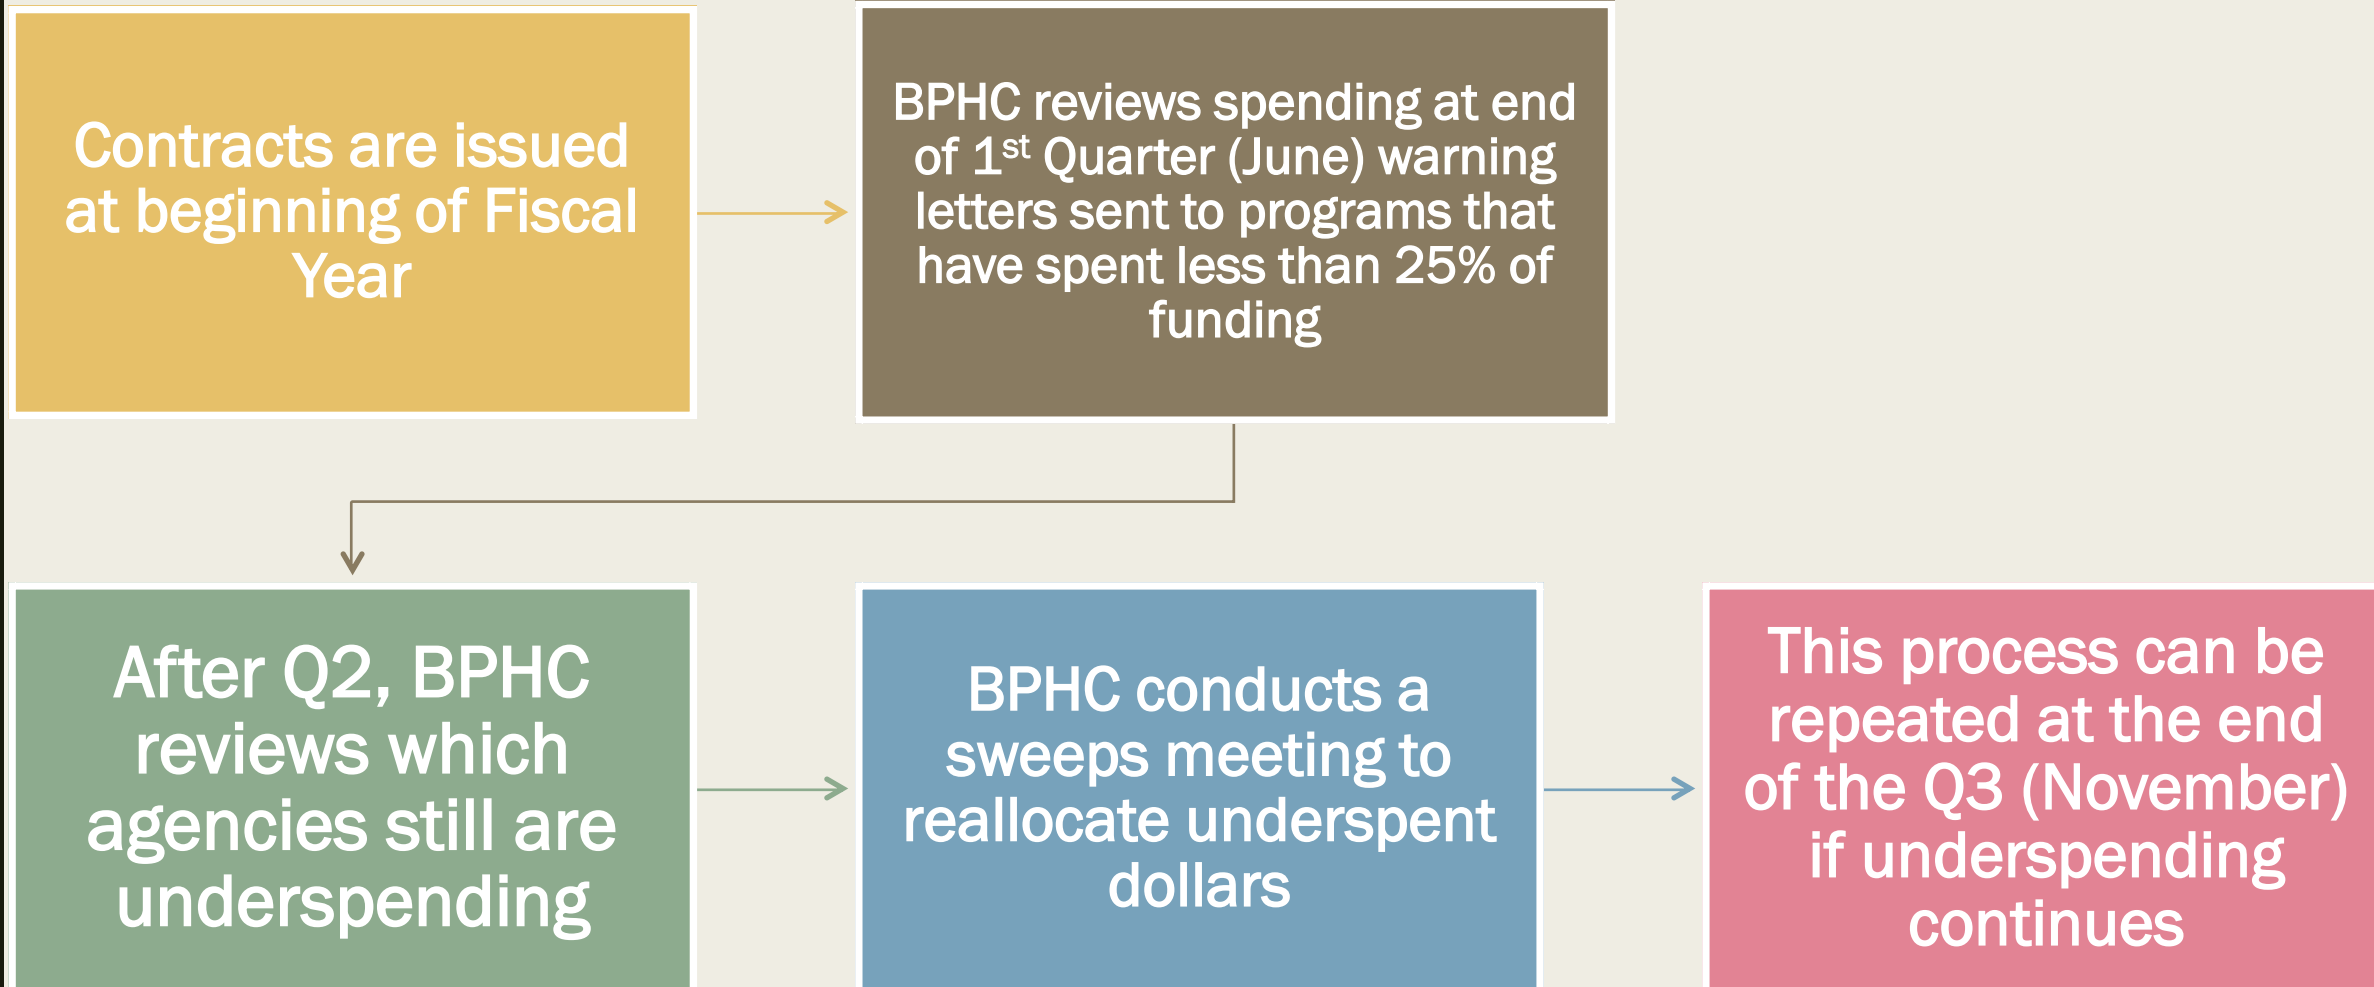 Contracts are issued
at beginning of Fiscal
Year
BPHC reviews spending at end
of 1st Quarter (June) warning
letters sent to programs that
have spent less than 25% of
funding
After Q2, BPHC
reviews which
agencies still are
underspending
BPHC conducts a
sweeps meeting to
reallocate underspent
dollars
This process can be
repeated at the end
of the Q3 (November)
if underspending
continues